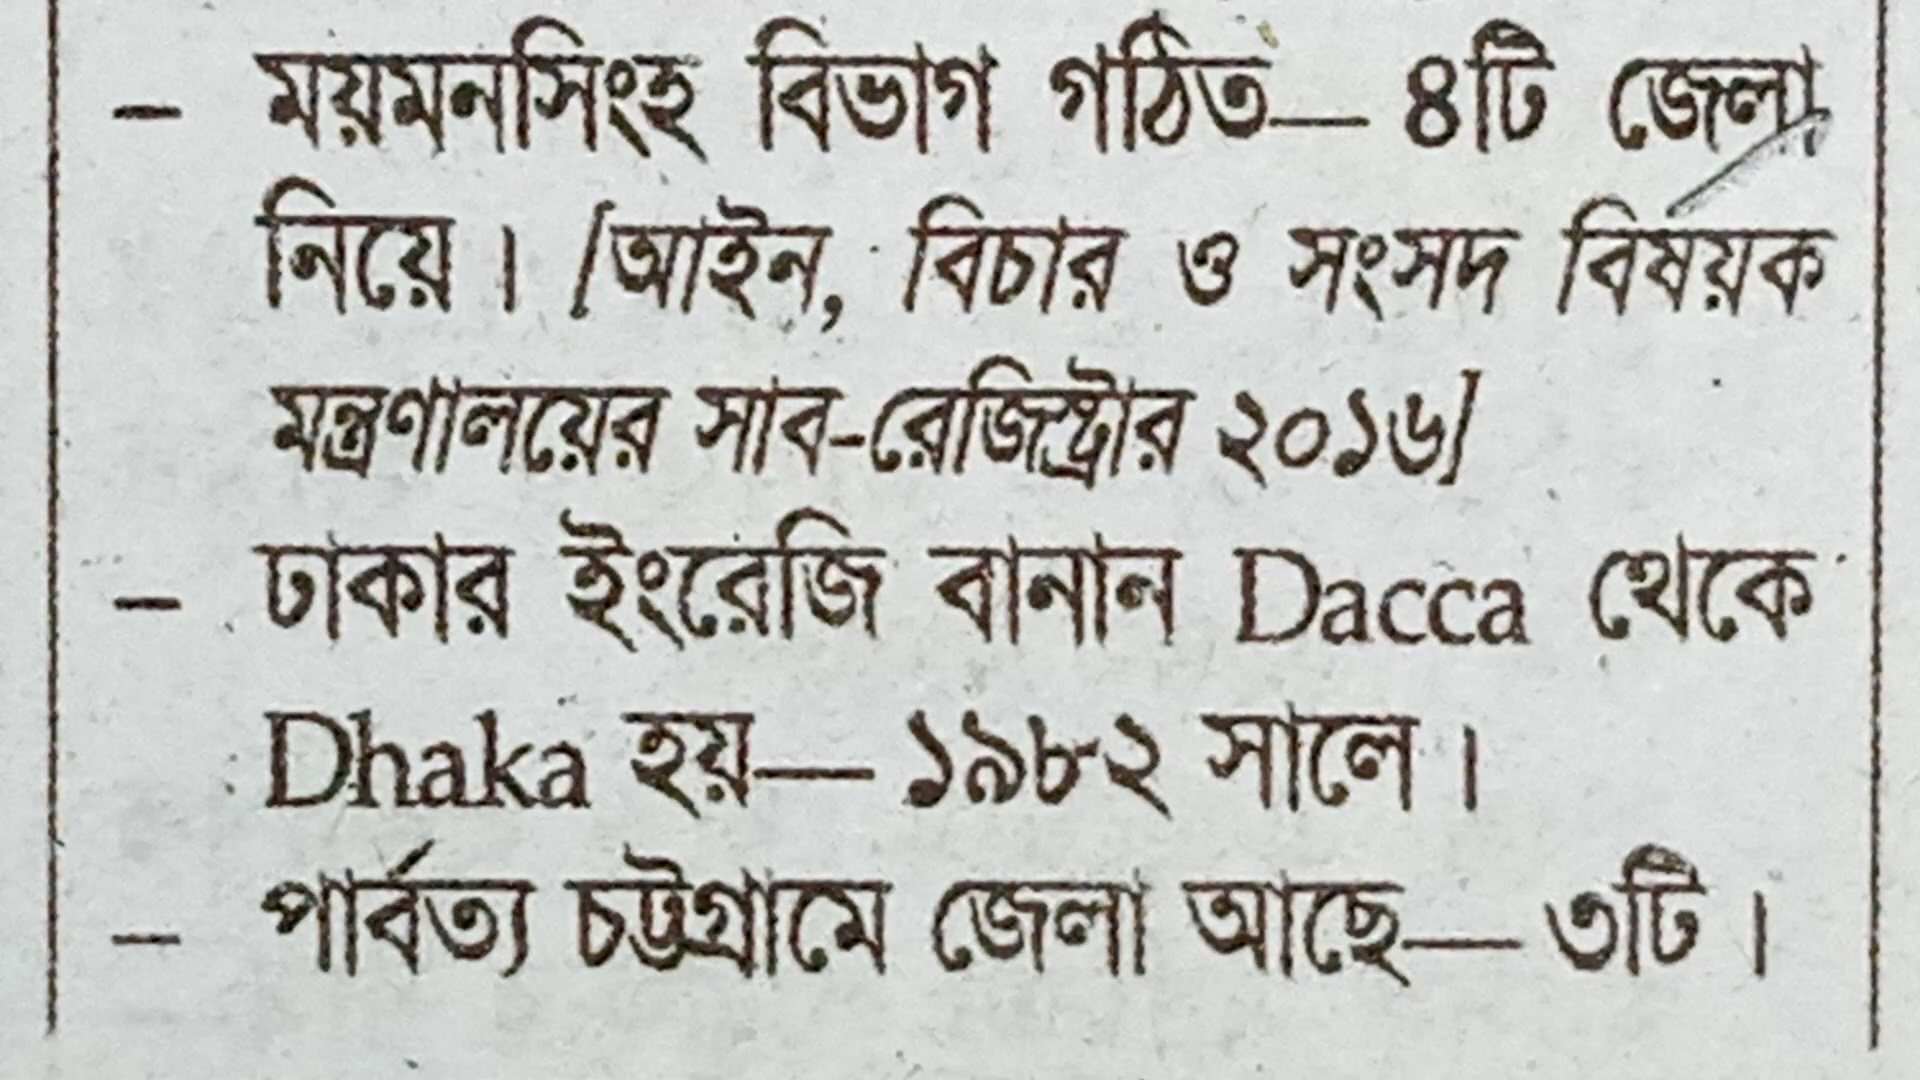 – ময়মনসিংহ বিভাগ গঠিত— ৪টি জেলা
নিয়ে। [আইন, বিচার ও সংসদ বিষয়ক
মন্ত্রণালয়ের সাব-রেজিস্ট্রার ২০১৬]
– ঢাকার ইংরেজি বানান Dacca থেকে
Dhaka হয়— ১৯৮২ সালে।
– পার্বত্য চট্টগ্রামে জেলা আছে— ৩টি।